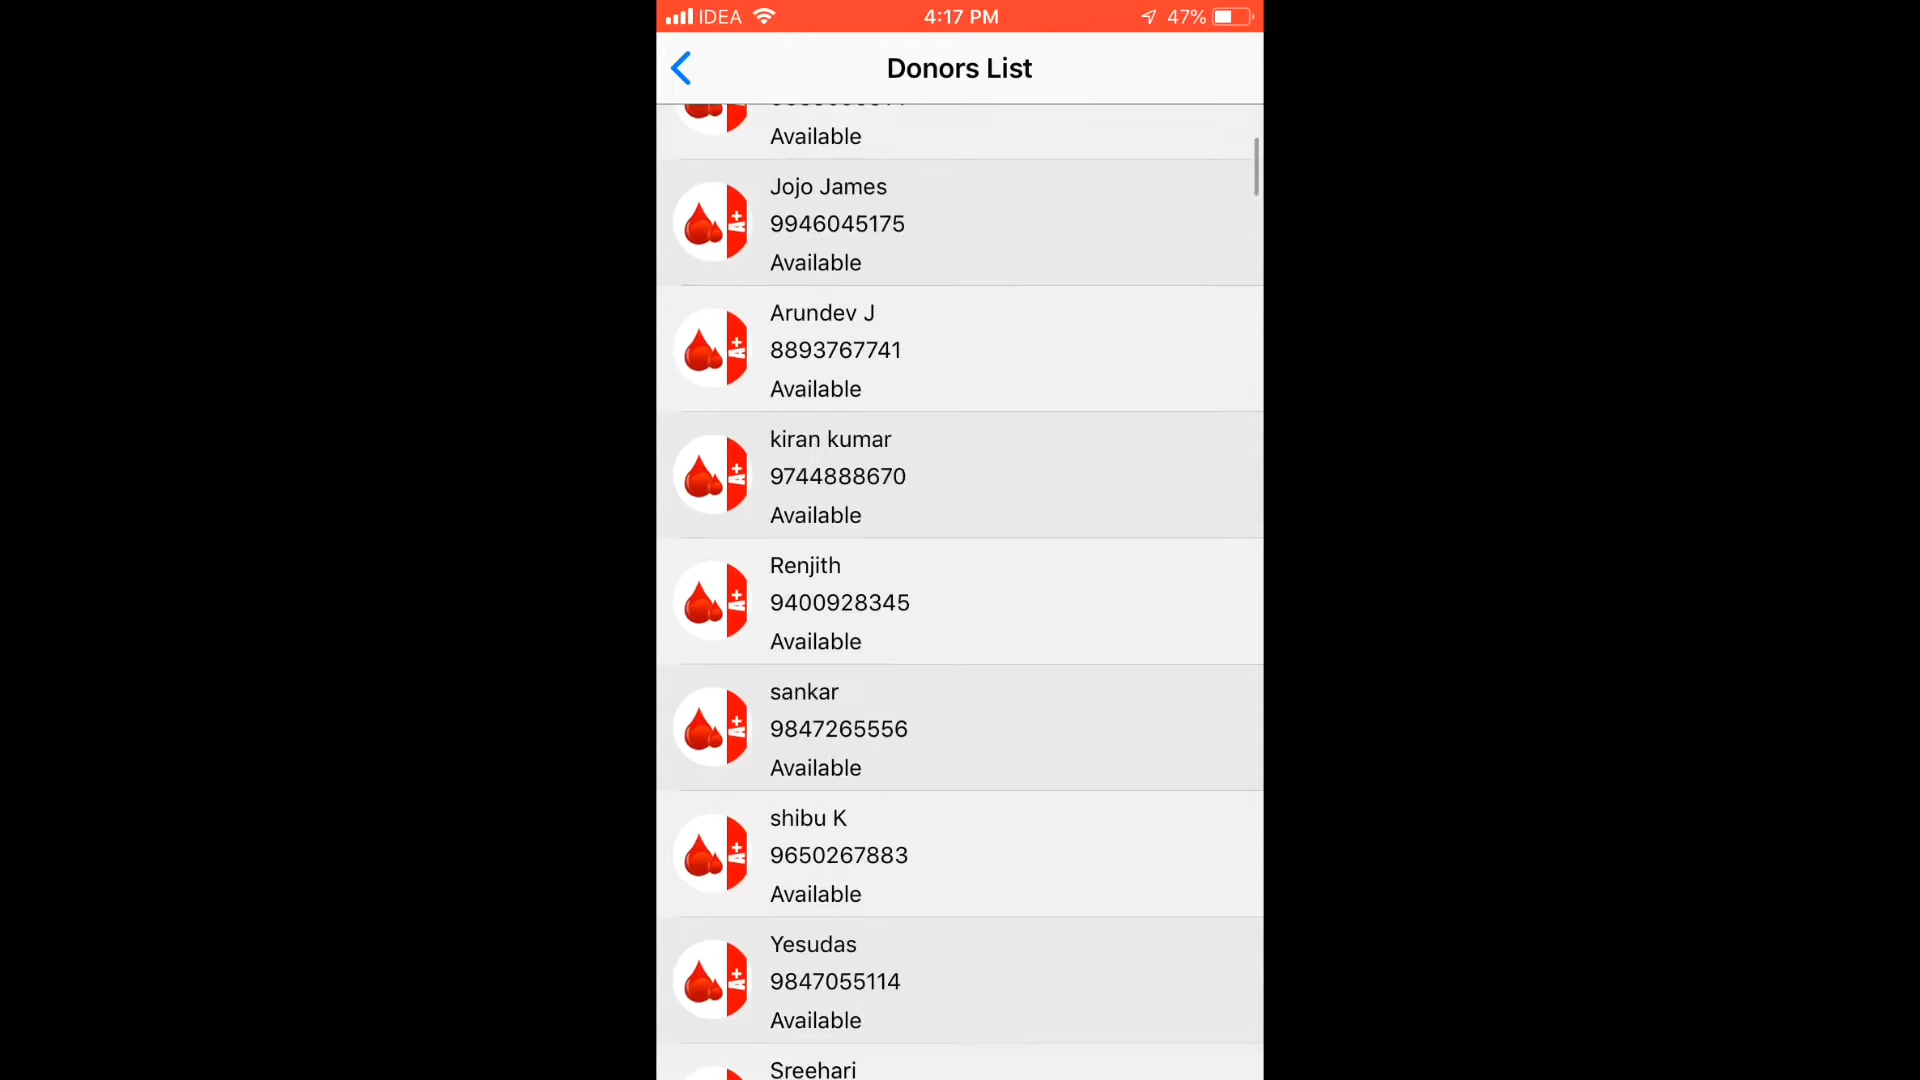 IDEA 4:17 PM 47%
Donors List
Available
Jojo James
9946045175
Available
A+
Arundev J
8893767741
Available
A+
kiran kumar
9744888670
Available
A+
Renjith
9400928345
Available
A+
sankar
9847265556
Available
A+
shibu K
9650267883
Available
A+
Yesudas
9847055114
Available
A+
Sreehari